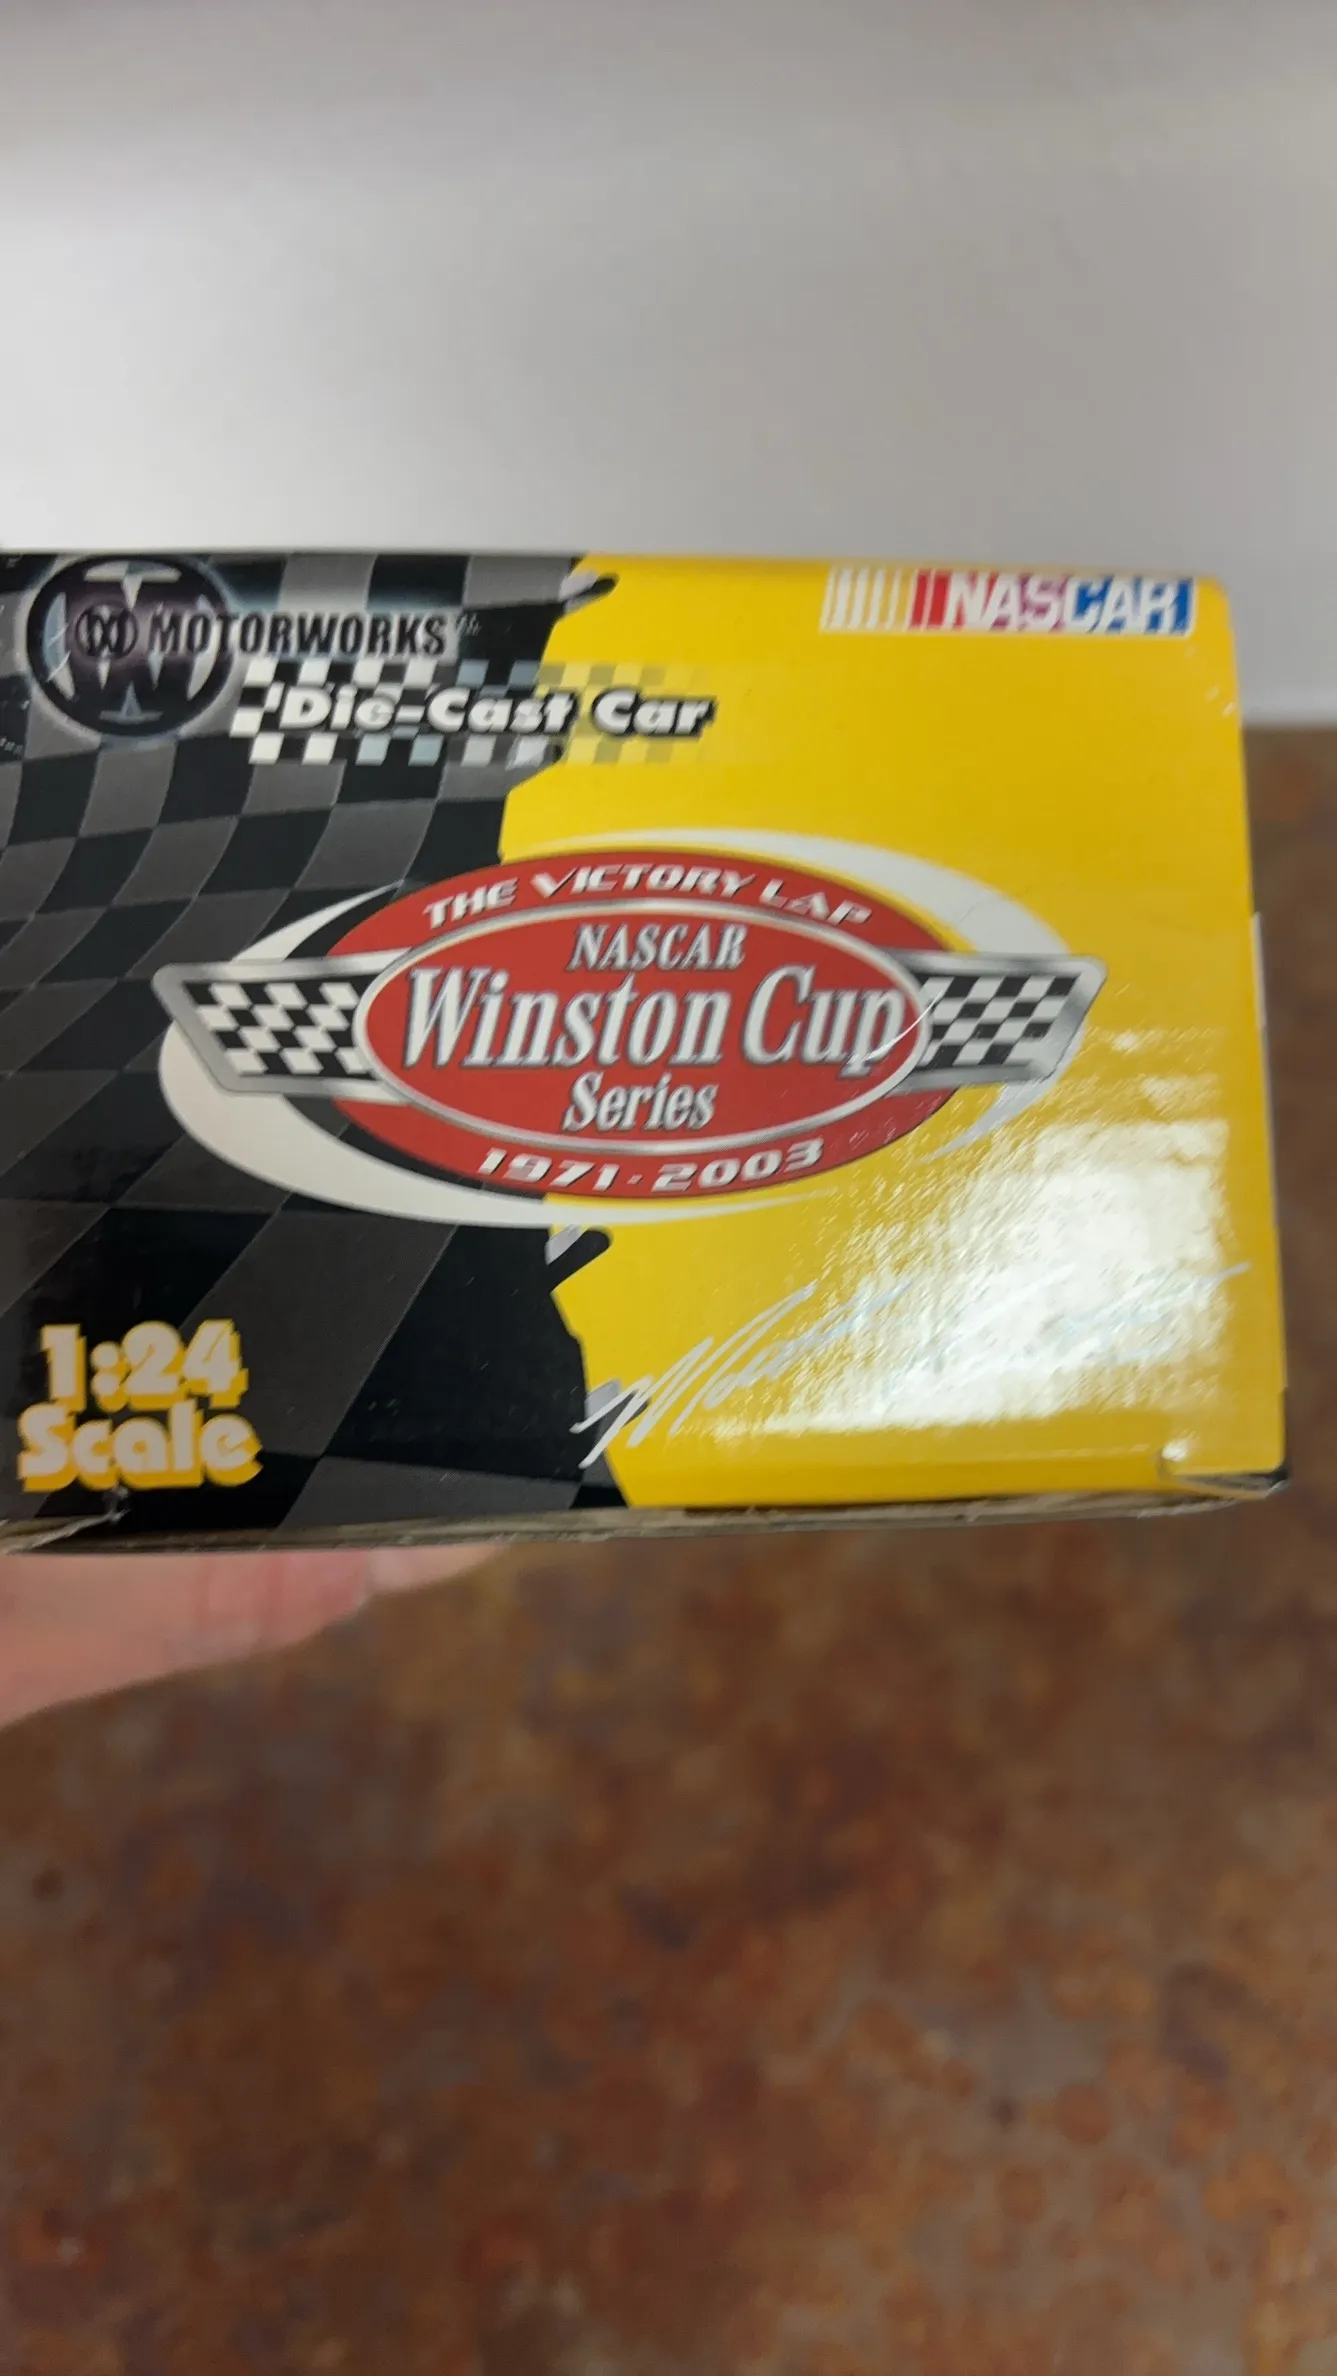 MOTORWORKS
NASCAR
Die-Cast Car
THE VICTORY LAP
NASCAR
Winston Cup
Series
1971-2003
1:24
Scale